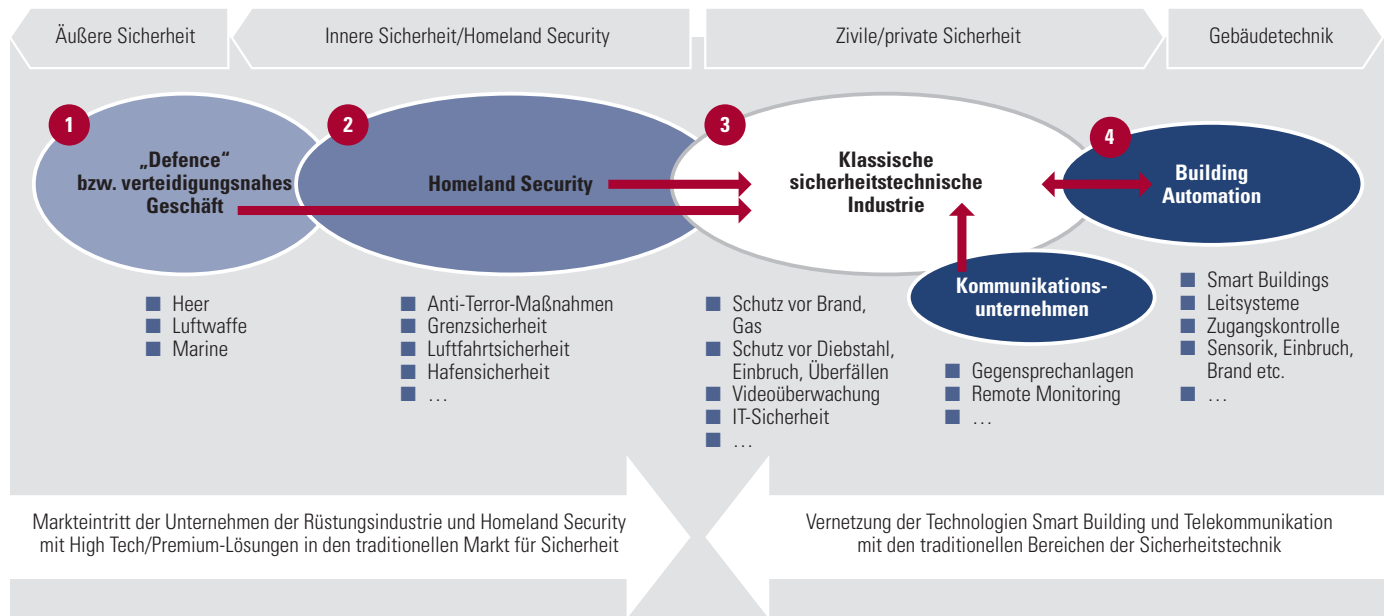 Äußere Sicherheit
Innere Sicherheit/Homeland Security
Zivile/private Sicherheit
Gebäudetechnik
1
„Defence“
bzw. verteidigungsnahes
Geschäft
2
Homeland Security
3
Klassische
sicherheitstechnische
Industrie
4
Building
Automation
Kommunikations-
unternehmen
■ Heer
■ Luftwaffe
■ Marine
■ Anti-Terror-Maßnahmen
■ Grenzsicherheit
■ Luftfahrtsicherheit
■ Hafensicherheit
■ …
■ Schutz vor Brand,
Gas
■ Schutz vor Diebstahl,
Einbruch, Überfällen
■ Videoüberwachung
■ IT-Sicherheit
■ …
■ Gegensprechanlagen
■ Remote Monitoring
■ …
■ Smart Buildings
■ Leitsysteme
■ Zugangskontrolle
■ Sensorik, Einbruch,
Brand etc.
■ …
Markteintritt der Unternehmen der Rüstungsindustrie und Homeland Security
mit High Tech/Premium-Lösungen in den traditionellen Markt für Sicherheit
Vernetzung der Technologien Smart Building und Telekommunikation
mit den traditionellen Bereichen der Sicherheitstechnik